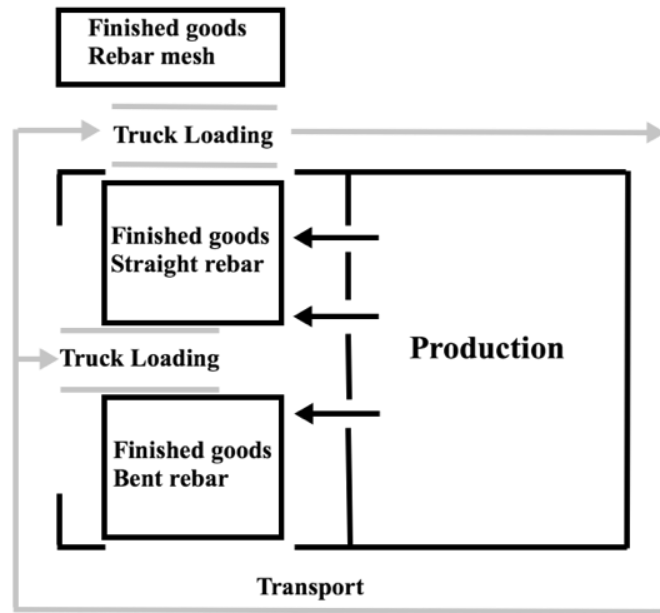 Finished goods
Rebar mesh
Truck Loading
Finished goods
Straight rebar
Truck Loading
Production
Finished goods
Bent rebar
Transport